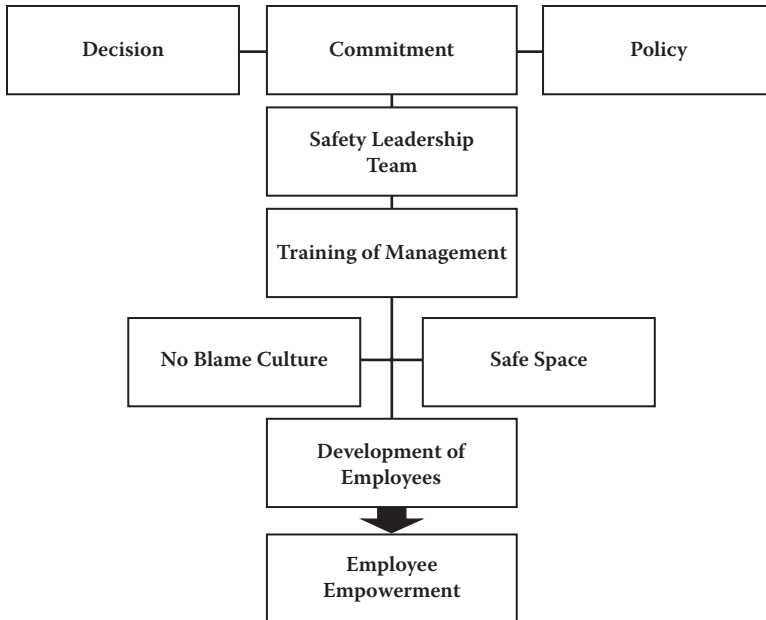 Decision
Commitment
Policy
Safety Leadership
Team
Training of Management
No Blame Culture
Safe Space
Development of
Employees
Employee
Empowerment